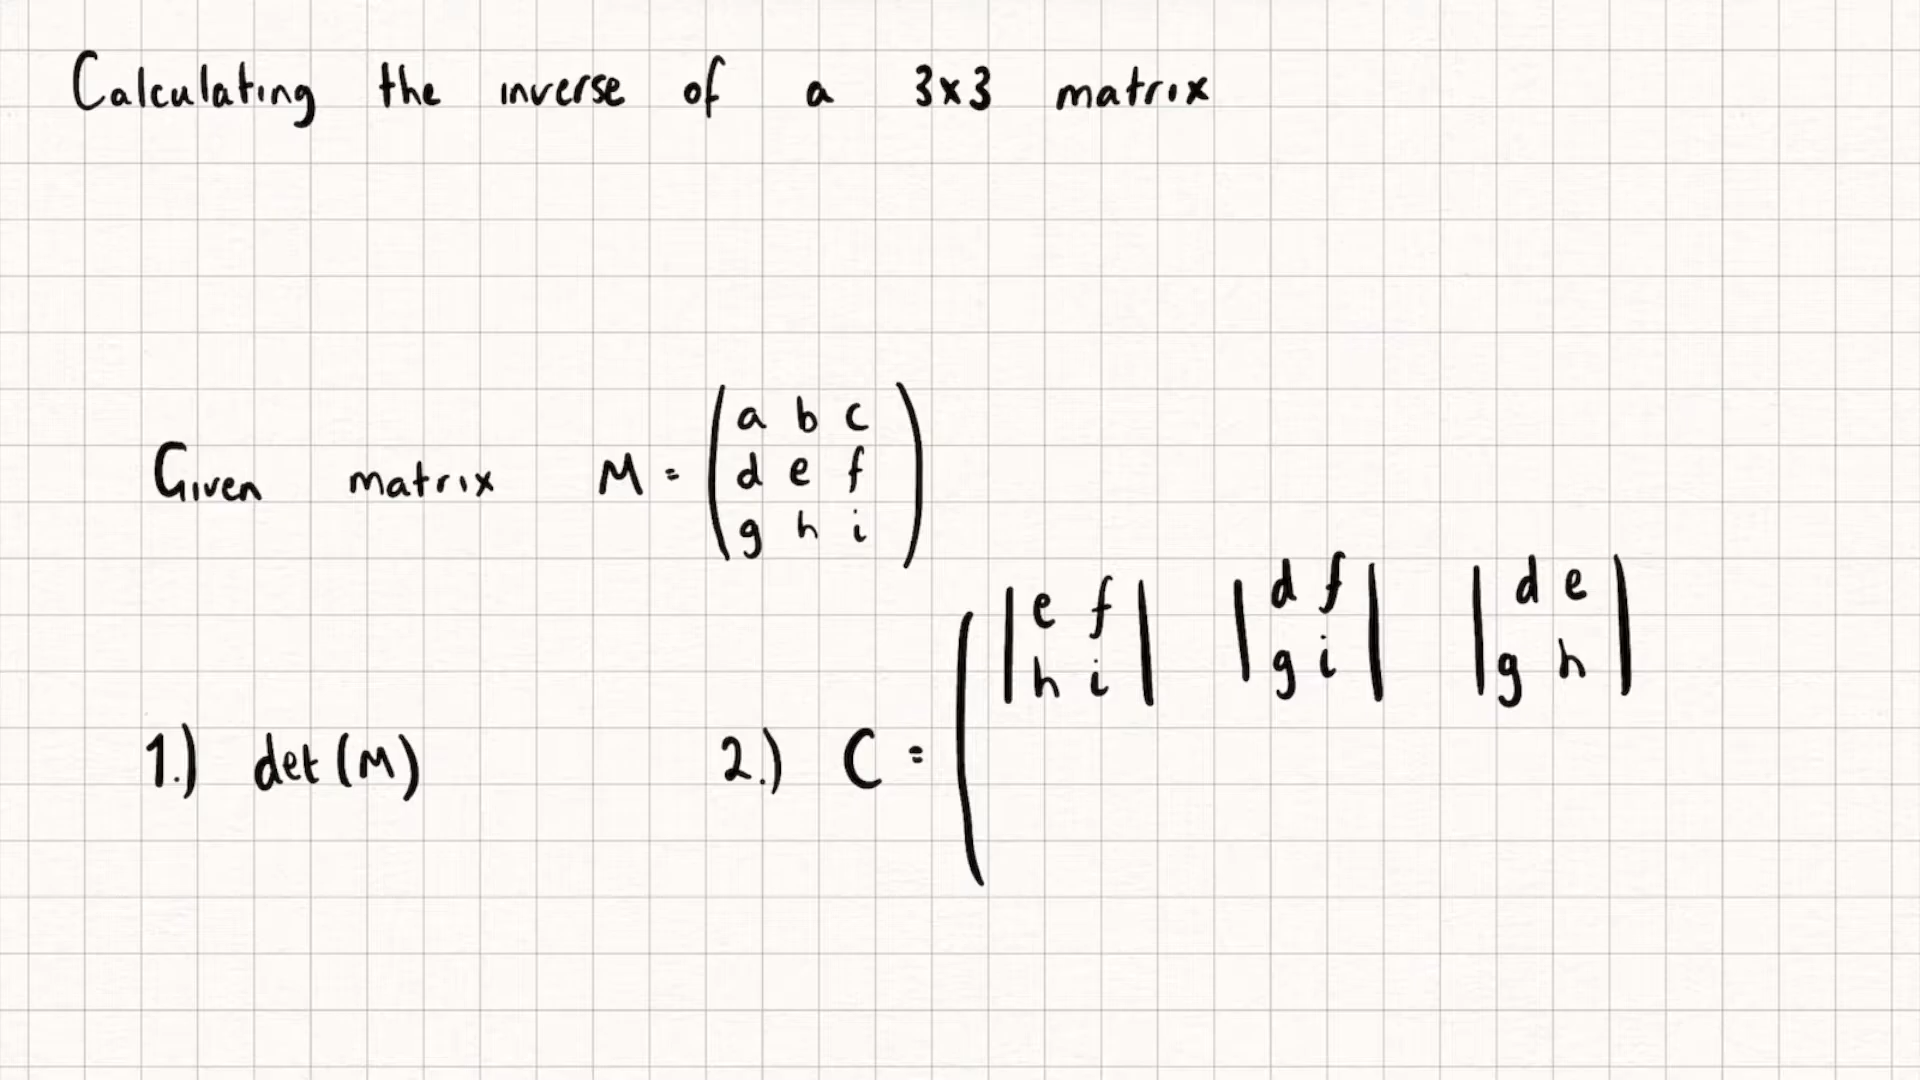 Calculating the inverse of a 3x3 matrix
a b c
Given matrix M = d e f
g h i
|e f| |d f| |d e|
|h i| |g i| |g h|
1.) det (M) 2.) C = (